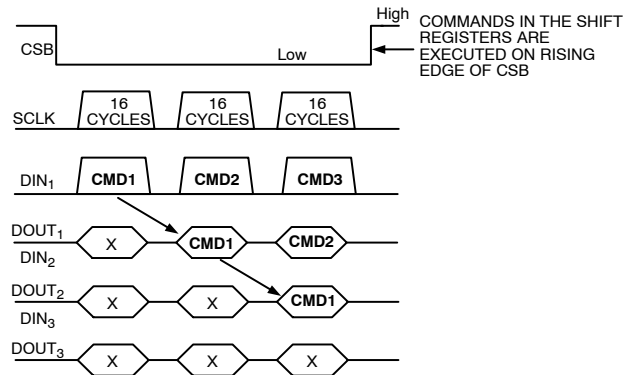 High
COMMANDS IN THE SHIFT
REGISTERS ARE
EXECUTED ON RISING
EDGE OF CSB
CSB
Low
SCLK
16
CYCLES
16
CYCLES
16
CYCLES
DIN1
CMD1
CMD2
CMD3
DOUT1
DIN2
X
CMD1
CMD2
DOUT2
DIN3
X
X
CMD1
DOUT3
X
X
X